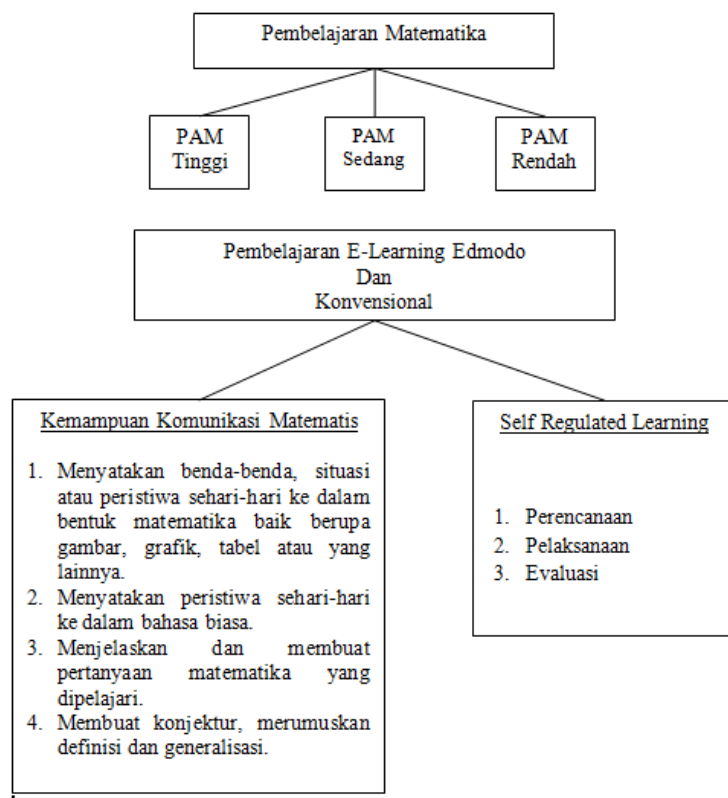 Pembelajaran Matematika
PAM
Tinggi
PAM
Sedang
PAM
Rendah
Pembelajaran E-Learning Edmodo
Dan
Konvensional
Kemampuan Komunikasi Matematis
1. Menyatakan benda-benda, situasi
atau peristiwa sehari-hari ke dalam
bentuk matematika baik berupa
gambar, grafik, tabel atau yang
lainnya.
2. Menyatakan peristiwa sehari-hari
ke dalam bahasa biasa.
3. Menjelaskan dan membuat
pertanyaan matematika yang
dipelajari.
4. Membuat konjektur, merumuskan
definisi dan generalisasi.
Self Regulated Learning
1. Perencanaan
2. Pelaksanaan
3. Evaluasi